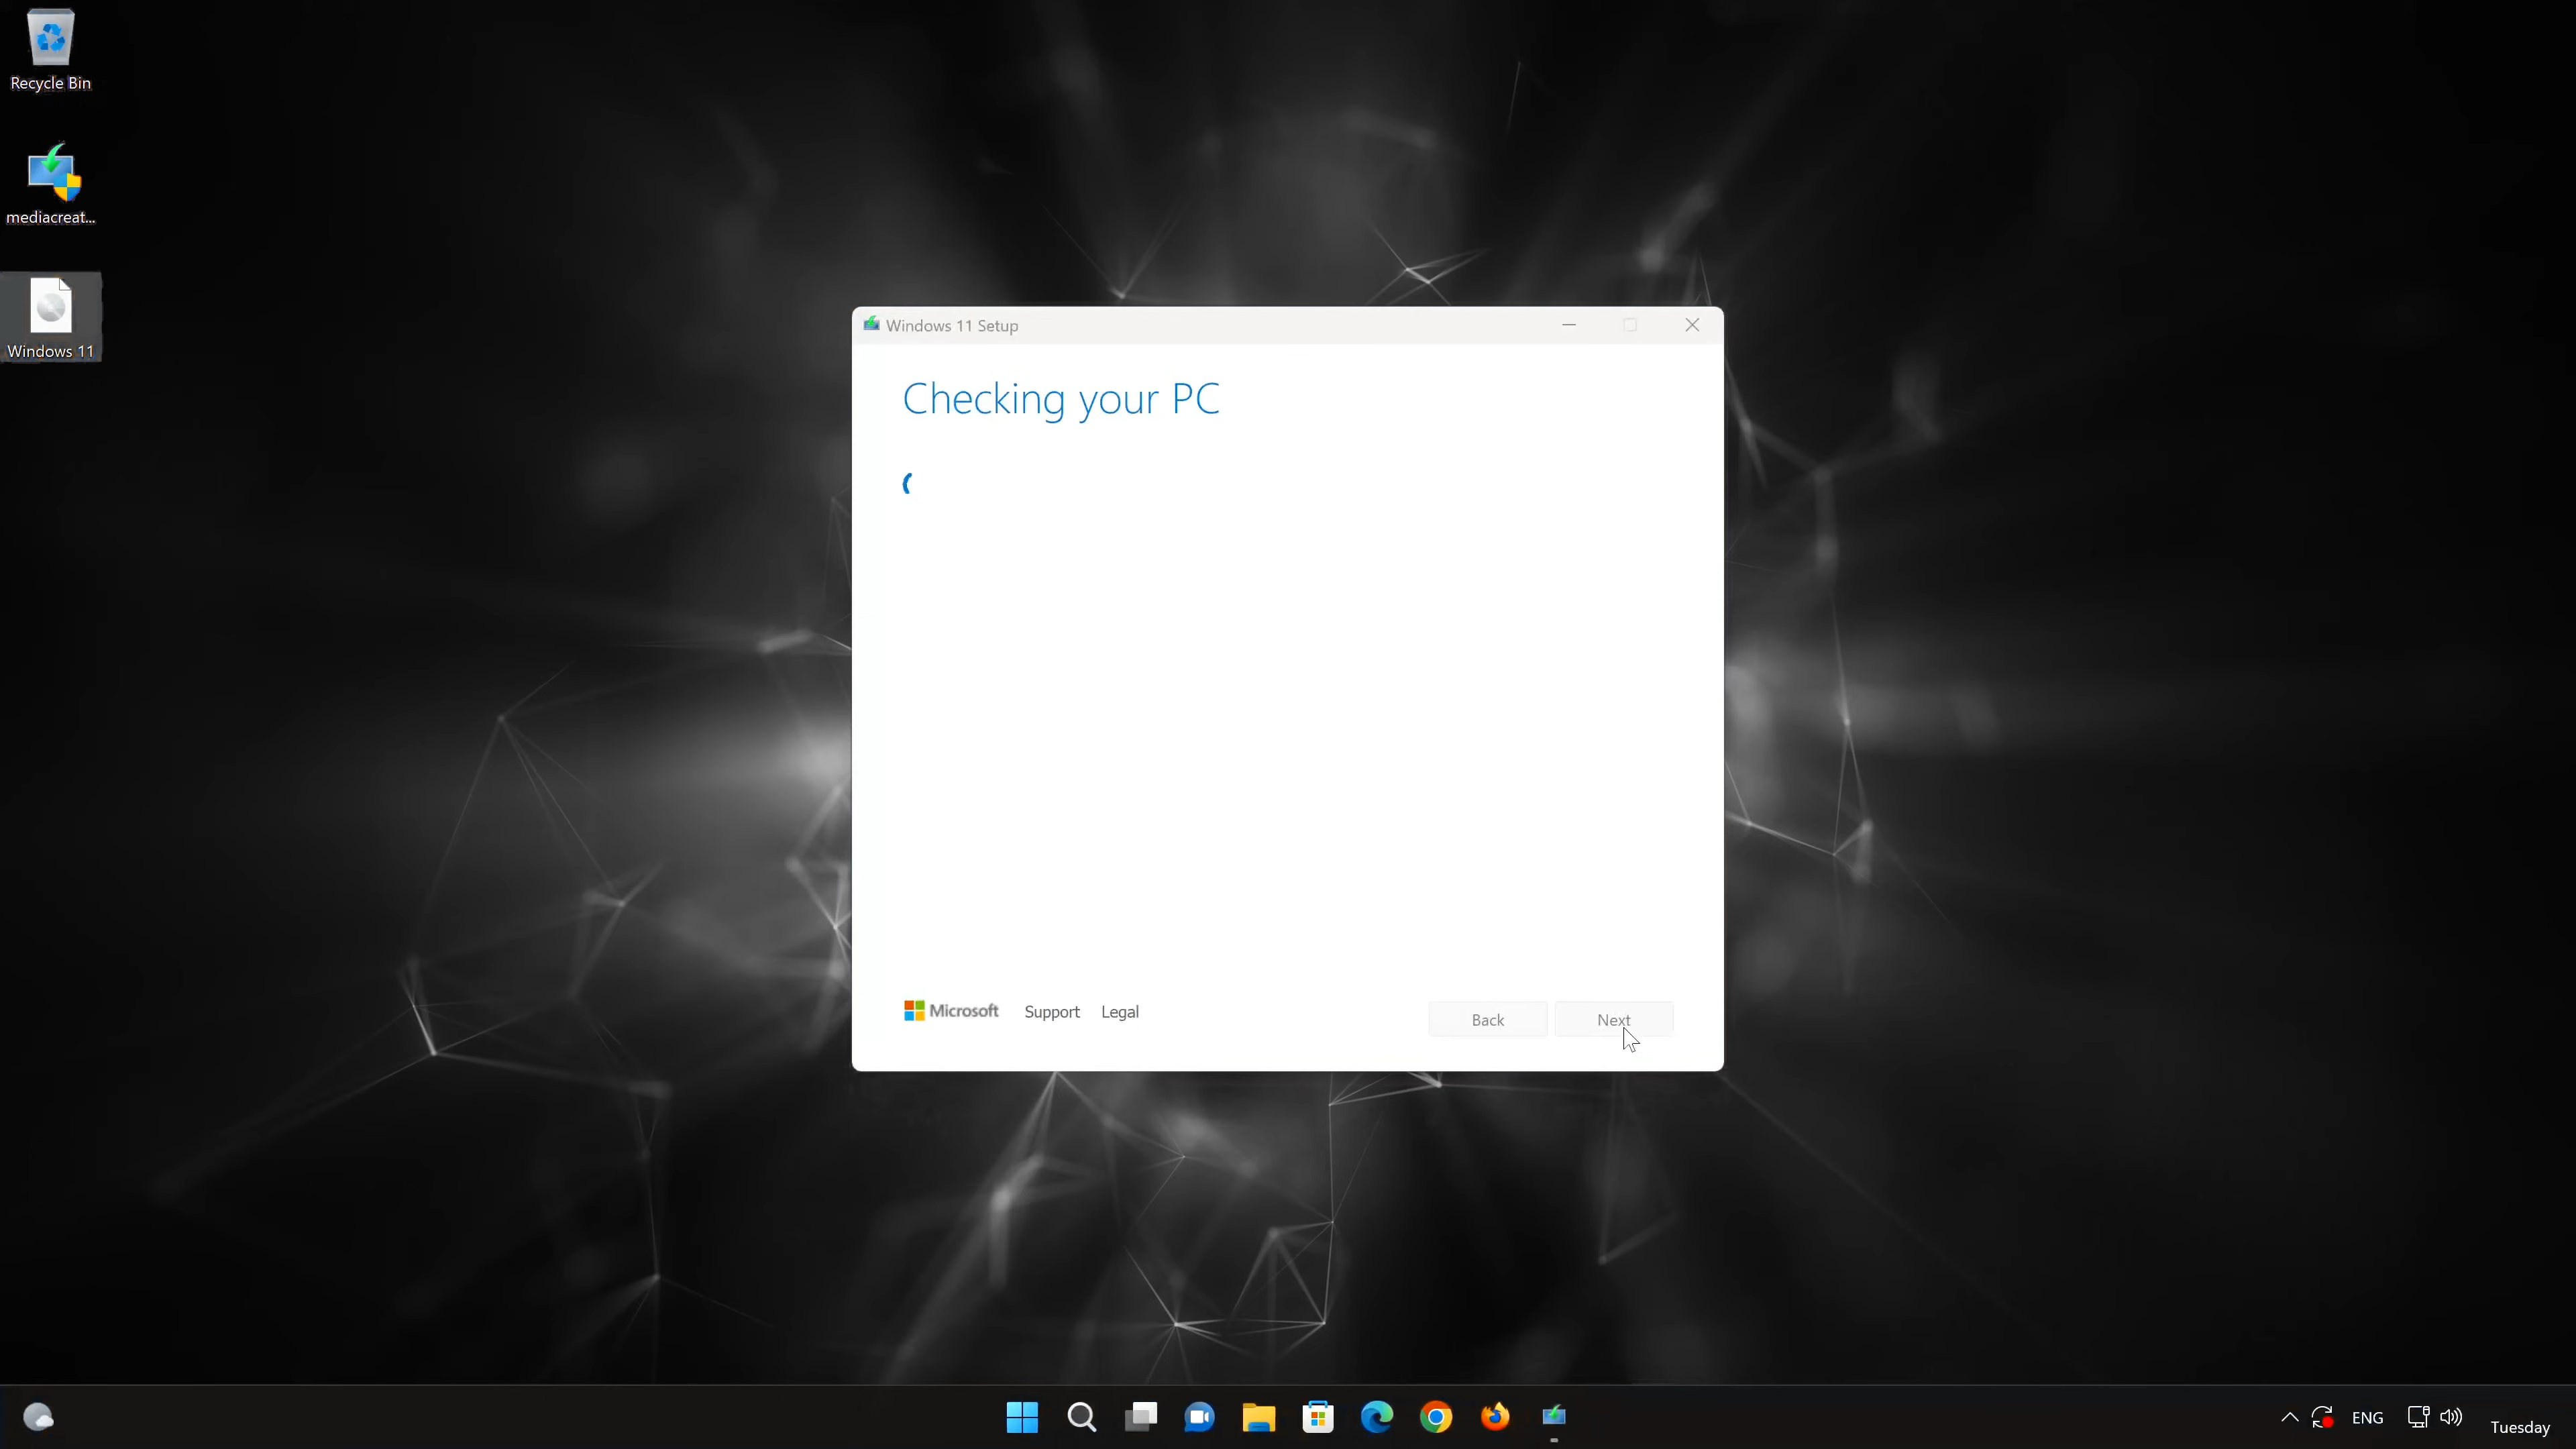 Recycle Bin
mediacreat...
Windows 11
Windows 11 Setup
Checking your PC
Microsoft Support Legal
Back Next
ENG
Tuesday